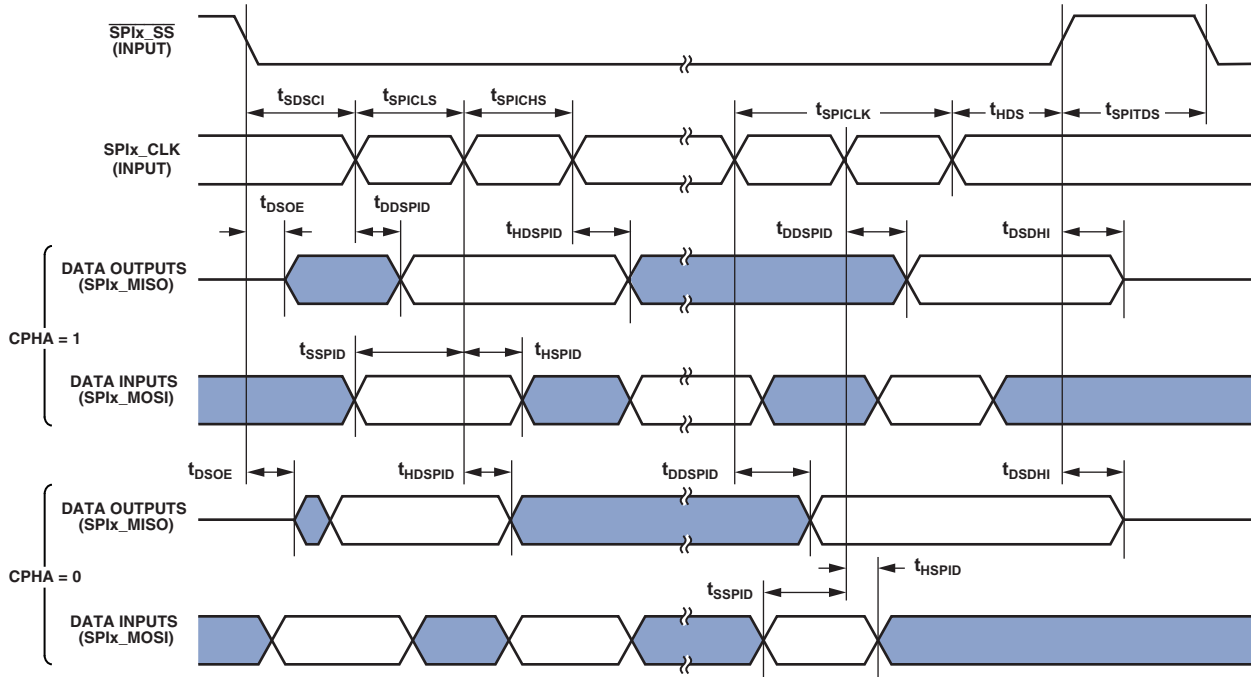 SPIx_SS
(INPUT)
tSDSCI tSPICLS tSPICHS tSPICLK tHDS tSPITDS
SPIx_CLK
(INPUT)
tDSOE tDDSPID tHDSPID tDDSPID tDSDHI
DATA OUTPUTS
(SPIx_MISO)
CPHA = 1
tSSPID tHSPID
DATA INPUTS
(SPIx_MOSI)
tDSOE tHDSPID tDDSPID tDSDHI
DATA OUTPUTS
(SPIx_MISO)
CPHA = 0
tHSPID
tSSPID
DATA INPUTS
(SPIx_MOSI)